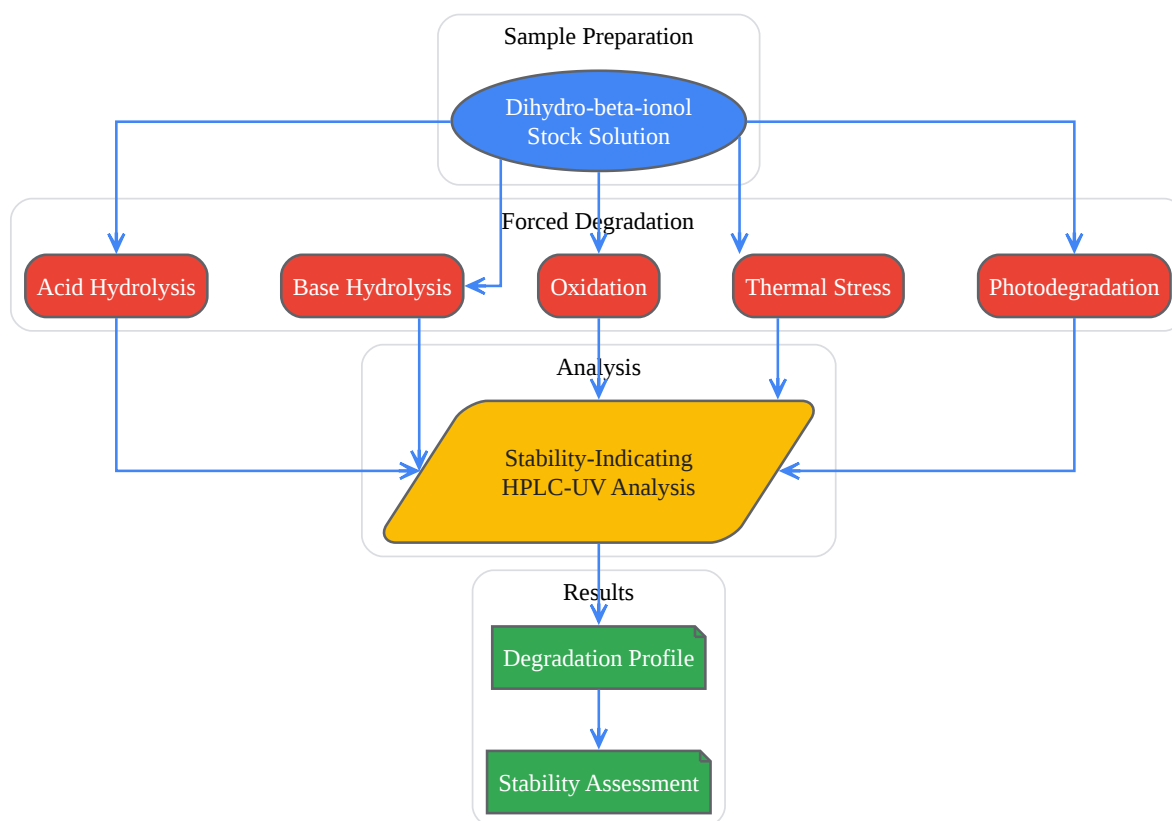 Sample Preparation
Dihydro-beta-ionol
Stock Solution
Forced Degradation
Acid Hydrolysis
Base Hydrolysis
Oxidation
Thermal Stress
Photodegradation
Analysis
Stability-Indicating
HPLC-UV Analysis
Results
Degradation Profile
Stability Assessment